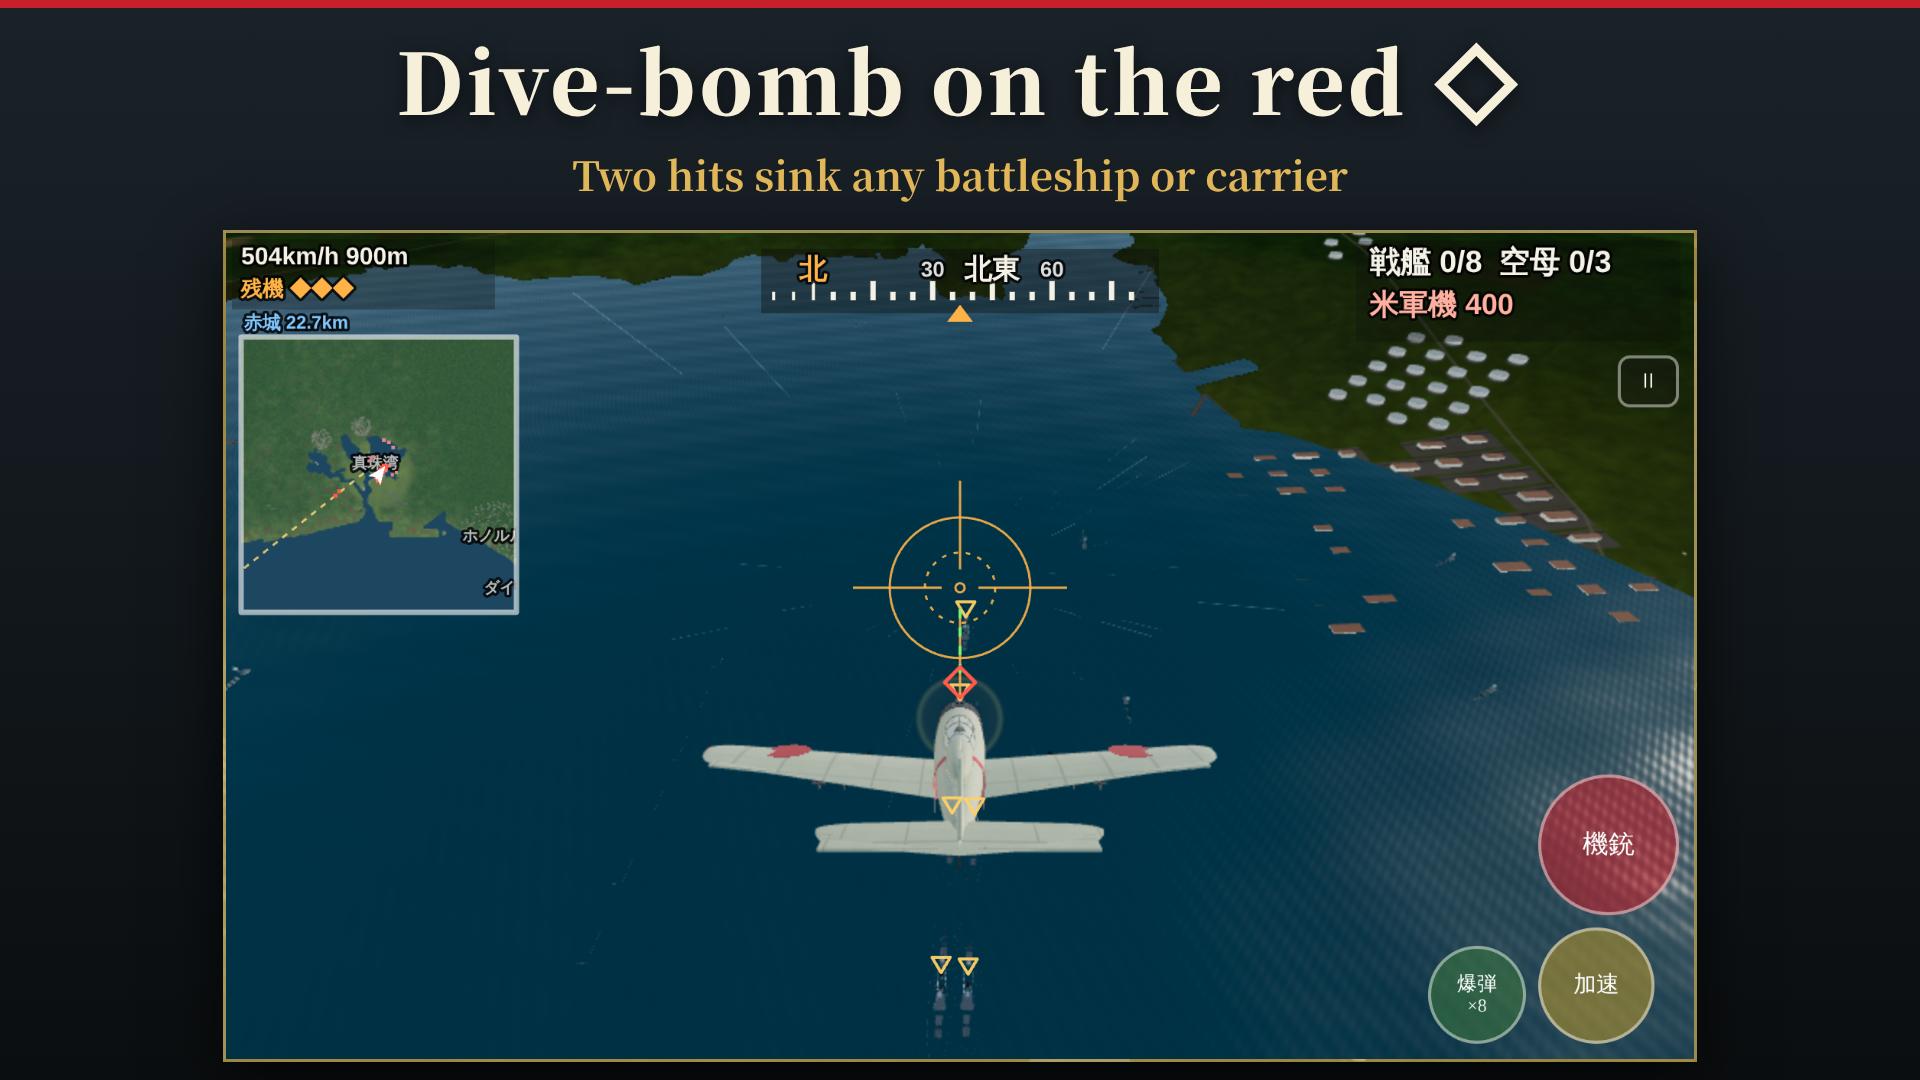 Dive-bomb on the red ◇
Two hits sink any battleship or carrier
504km/h 900m
残機 ◆◆◆
赤城 22.7km
北 30 北東 60
戦艦 0/8 空母 0/3
米軍機 400
真珠湾
ホノルル
ダイ
機銃
爆弾
×8
加速